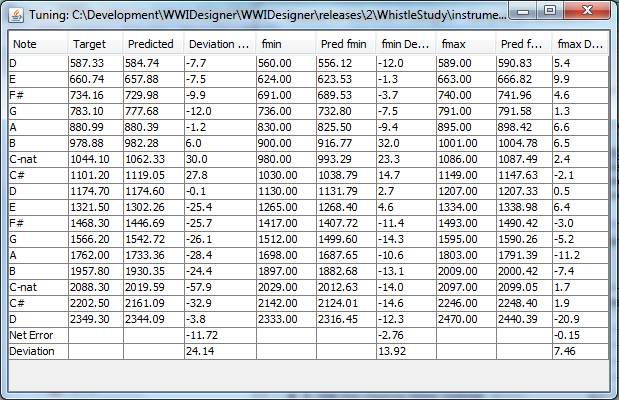 Tuning: C:\Development\WWIDesigner\WWIDesigner\releases\2\WhistleStudy\instrume...
Note Target Predicted Deviation ... fmin Pred fmin fmin De... fmax Pred f... fmax D...
D 587.33 584.74 -7.7 560.00 556.12 -12.0 589.00 590.83 5.4
E 660.74 657.88 -7.5 624.00 623.53 -1.3 663.00 666.82 9.9
F# 734.16 729.98 -9.9 691.00 689.53 -3.7 740.00 741.96 4.6
G 783.10 777.68 -12.0 736.00 732.80 -7.5 791.00 791.58 1.3
A 880.99 880.39 -1.2 830.00 825.50 -9.4 895.00 898.42 6.6
B 978.88 982.28 6.0 900.00 916.77 32.0 1001.00 1004.78 6.5
C-nat 1044.10 1062.33 30.0 980.00 993.29 23.3 1086.00 1087.49 2.4
C# 1101.20 1119.05 27.8 1030.00 1038.79 14.7 1149.00 1147.63 -2.1
D 1174.70 1174.60 -0.1 1130.00 1131.79 2.7 1207.00 1207.33 0.5
E 1321.50 1302.26 -25.4 1265.00 1268.40 4.6 1334.00 1338.98 6.4
F# 1468.30 1446.69 -25.7 1417.00 1407.72 -11.4 1493.00 1490.42 -3.0
G 1566.20 1542.72 -26.1 1512.00 1499.60 -14.3 1595.00 1590.26 -5.2
A 1762.00 1733.36 -28.4 1698.00 1687.65 -10.6 1803.00 1791.39 -11.2
B 1957.80 1930.35 -24.4 1897.00 1882.68 -13.1 2009.00 2000.42 -7.4
C-nat 2088.30 2019.59 -57.9 2029.00 2012.63 -14.0 2097.00 2099.05 1.7
C# 2202.50 2161.09 -32.9 2142.00 2124.01 -14.6 2246.00 2248.40 1.9
D 2349.30 2344.09 -3.8 2333.00 2316.45 -12.3 2470.00 2440.39 -20.9
Net Error -11.72 -2.76 -0.15
Deviation 24.14 13.92 7.46